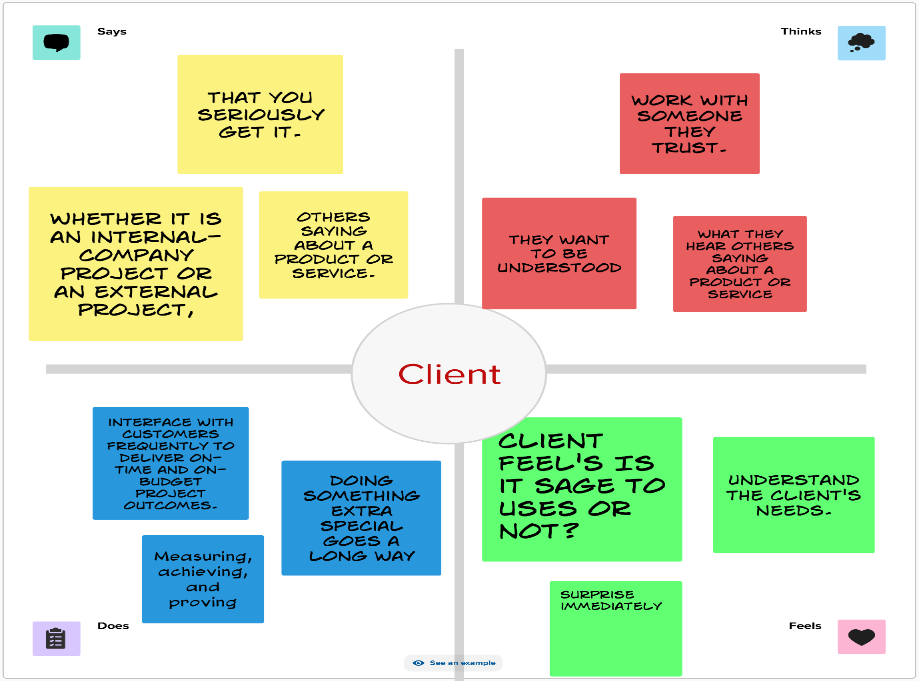 Says
THAT YOU
SERIOUSLY
GET IT.
WHETHER IT IS
AN INTERNAL-
COMPANY
PROJECT OR
AN EXTERNAL
PROJECT,
OTHERS
SAYING
ABOUT A
PRODUCT OR
SERVICE.
Thinks
WORK WITH
SOMEONE
THEY
TRUST.
THEY WANT
TO BE
UNDERSTOOD
WHAT THEY
HEAR OTHERS
SAYING
ABOUT A
PRODUCT OR
SERVICE
Client
INTERFACE WITH
CUSTOMERS
FREQUENTLY TO
DELIVER ON-
TIME AND ON-
BUDGET
PROJECT
OUTCOMES.
DOING
SOMETHING
EXTRA
SPECIAL
GOES A
LONG WAY
Measuring,
achieving,
and
proving
Does
CLIENT
FEEL'S IS
IT SAGE TO
USES OR
NOT?
UNDERSTAND
THE CLIENT'S
NEEDS.
SURPRISE
IMMEDIATELY
Feels
See an example